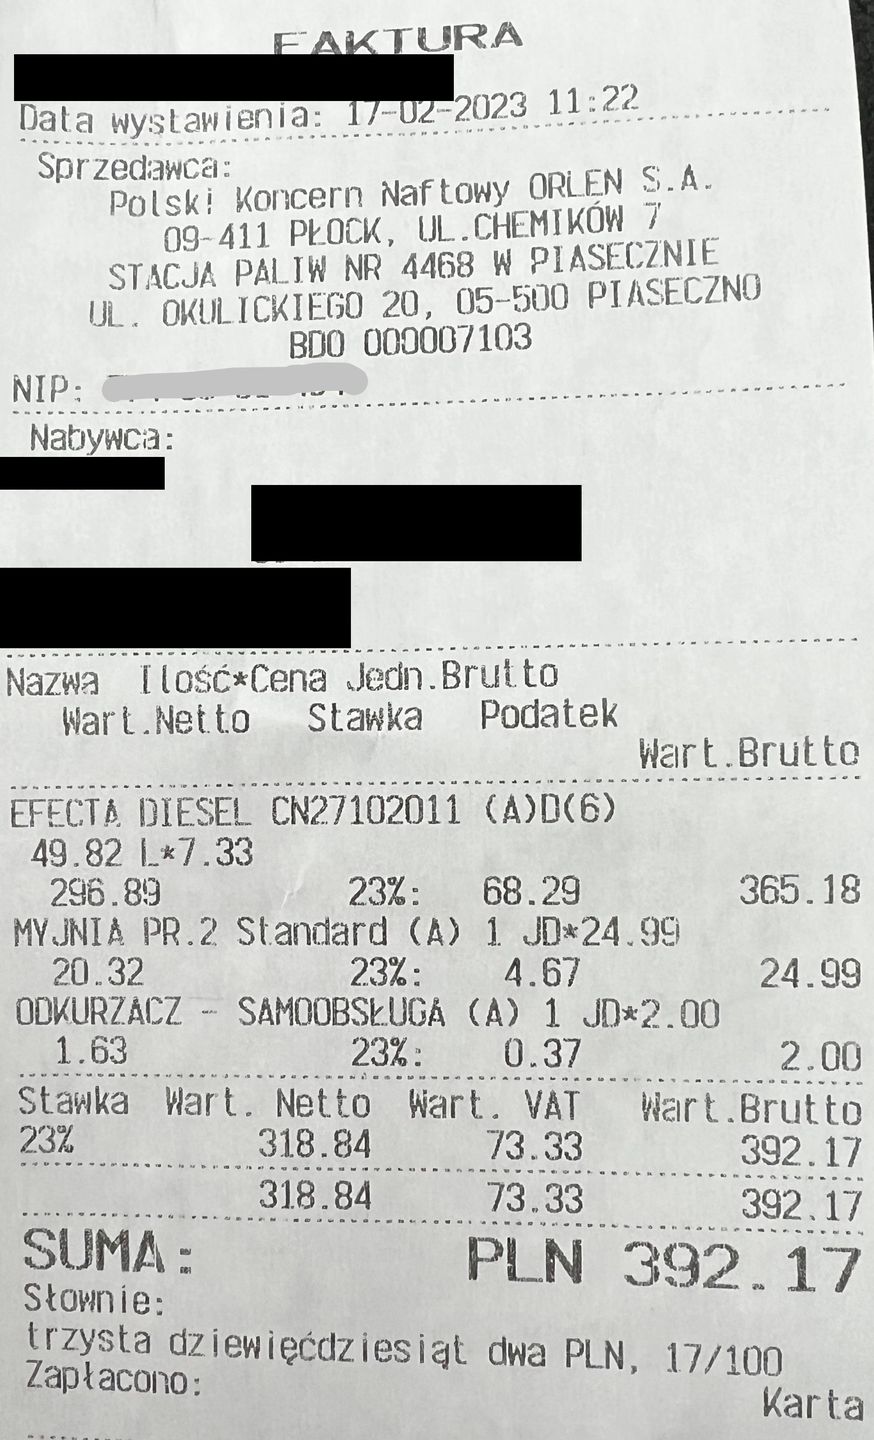 FAKTURA
Data wystawienia: 17-02-2023 11:22
Sprzedawca:
Polski Koncern Naftowy ORLEN S.A.
09-411 PŁOCK, UL.CHEMIKÓW 7
STACJA PALIW NR 4468 W PIASECZNIE
UL. OKULICKIEGO 20, 05-500 PIASECZNO
BDO 000007103
NIP:
Nabywca:
Nazwa Ilość*Cena Jedn.Brutto
Wart.Netto Stawka Podatek
Wart.Brutto
EFECTA DIESEL CN27102011 (A)D(6)
49.82 L*7.33
296.89 23%: 68.29 365.18
MYJNIA PR.2 Standard (A) 1 JD*24.99
20.32 23%: 4.67 24.99
ODKURZACZ - SAMOOBSŁUGA (A) 1 JD*2.00
1.63 23%: 0.37 2.00
Stawka Wart. Netto Wart. VAT Wart.Brutto
23% 318.84 73.33 392.17
318.84 73.33 392.17
SUMA: PLN 392.17
Słownie:
trzysta dziewięćdziesiąt dwa PLN, 17/100
Zapłacono:
Karta